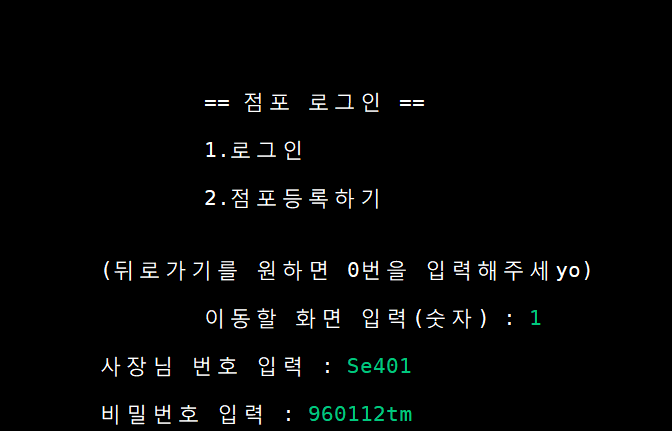 == 점포 로그인 ==
1.로그인
2.점포등록하기
(뒤로가기를 원하면 0번을 입력해주세yo)
이동할 화면 입력(숫자) : 1
사장님 번호 입력 : Se401
비밀번호 입력 : 960112tm